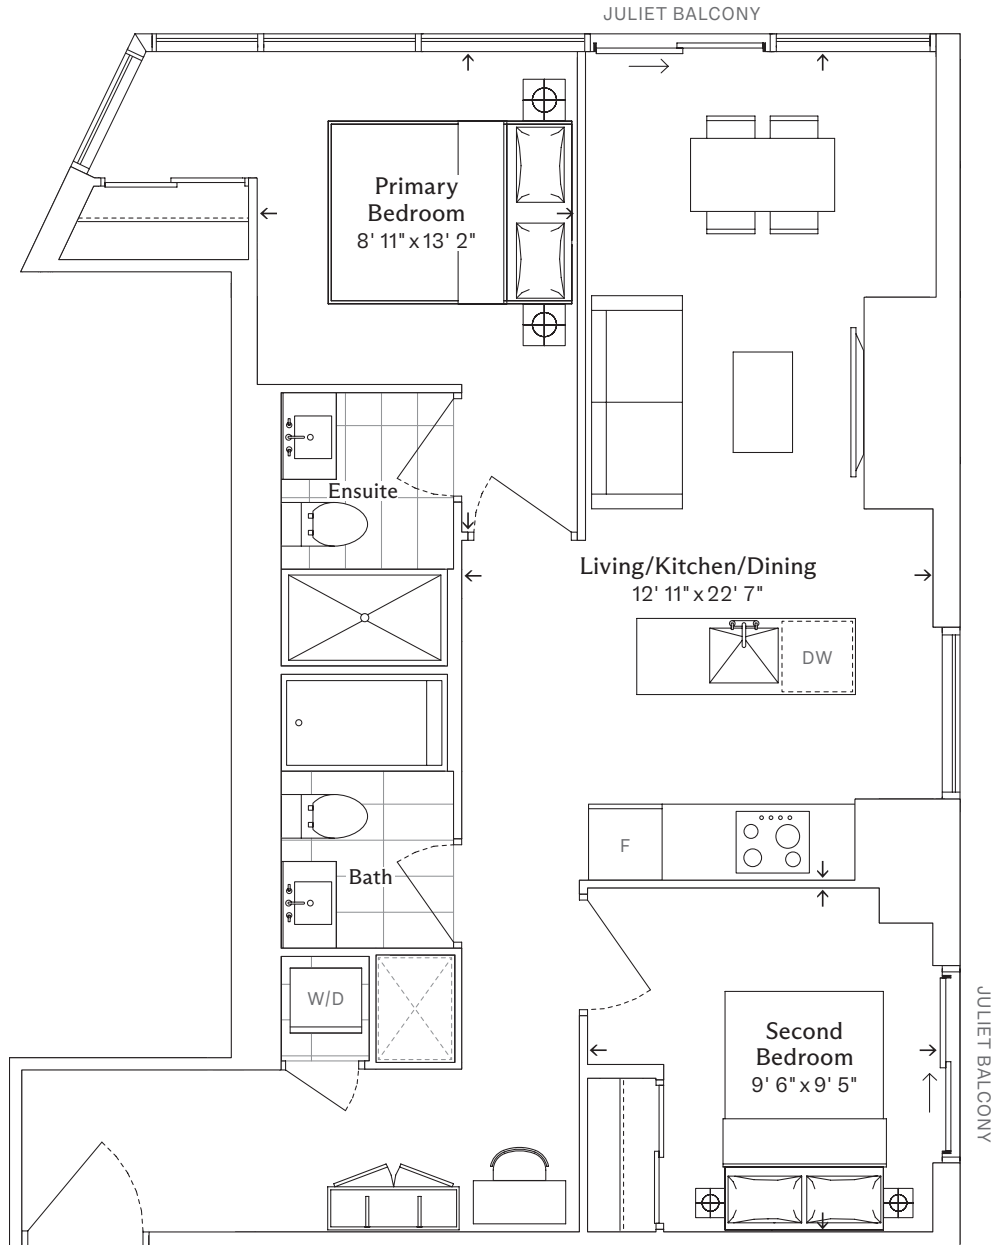 JULIET BALCONY
Primary
Bedroom
8' 11" x 13' 2"
Ensuite
Living/Kitchen/Dining
12' 11" x 22' 7"
DW
F
Bath
W/D
Second
Bedroom
9' 6" x 9' 5"
JULIET BALCONY